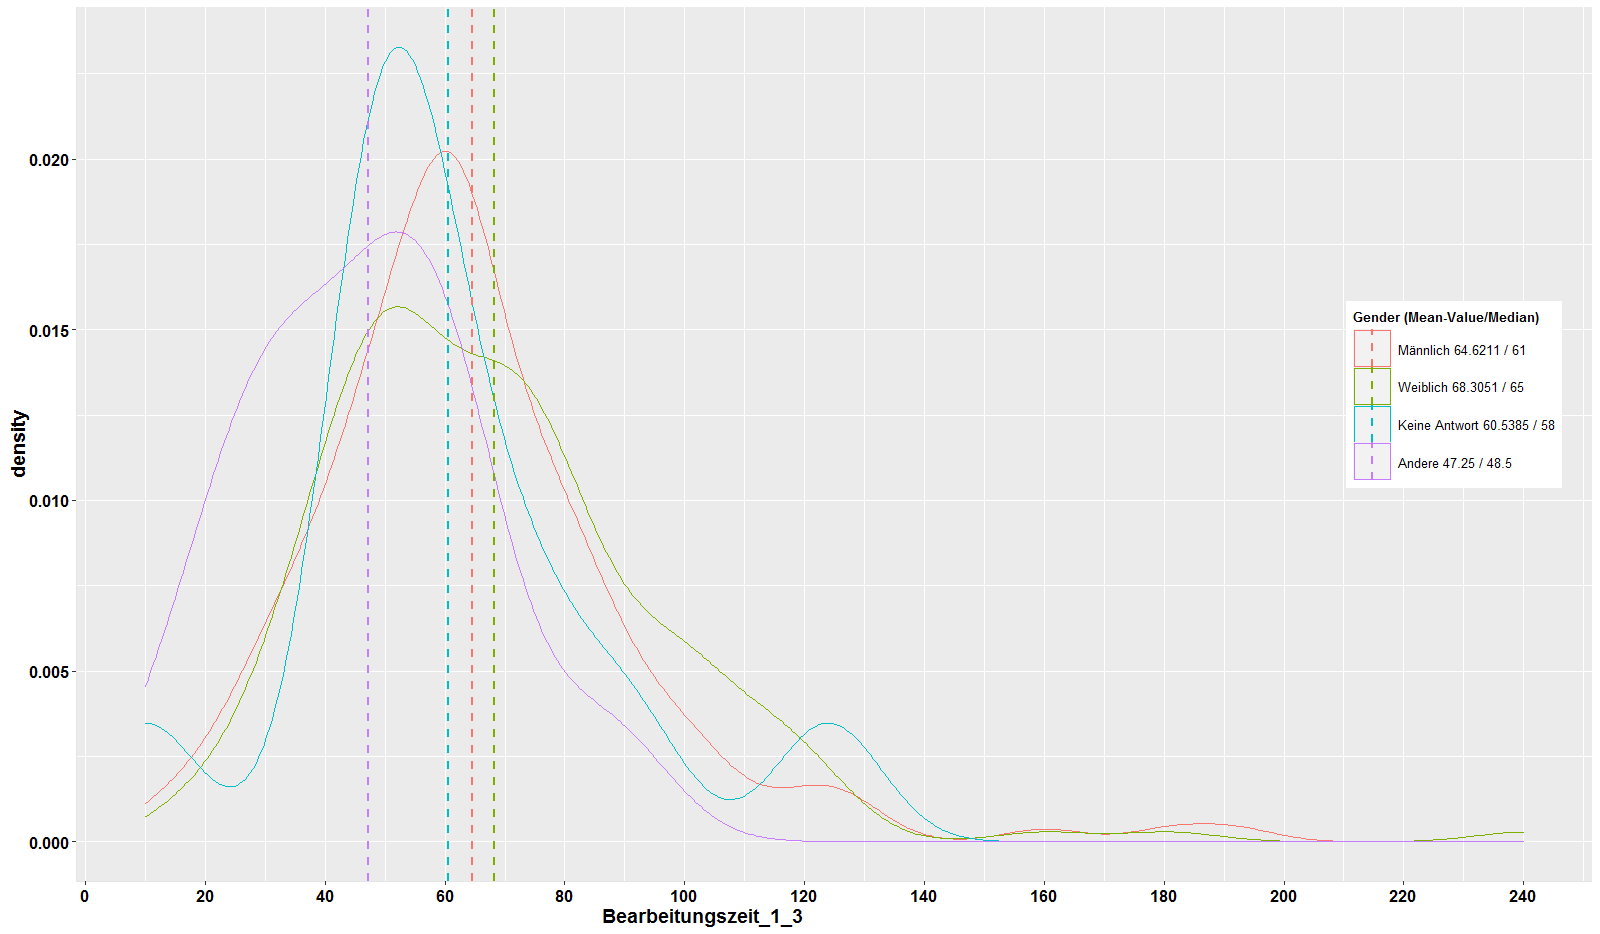 density
0.020
0.015
0.010
0.005
0.000
0 20 40 60 80 100 120 140 160 180 200 220 240
Bearbeitungszeit_1_3
Gender (Mean-Value/Median)
Männlich 64.6211 / 61
Weiblich 68.3051 / 65
Keine Antwort 60.5385 / 58
Andere 47.25 / 48.5